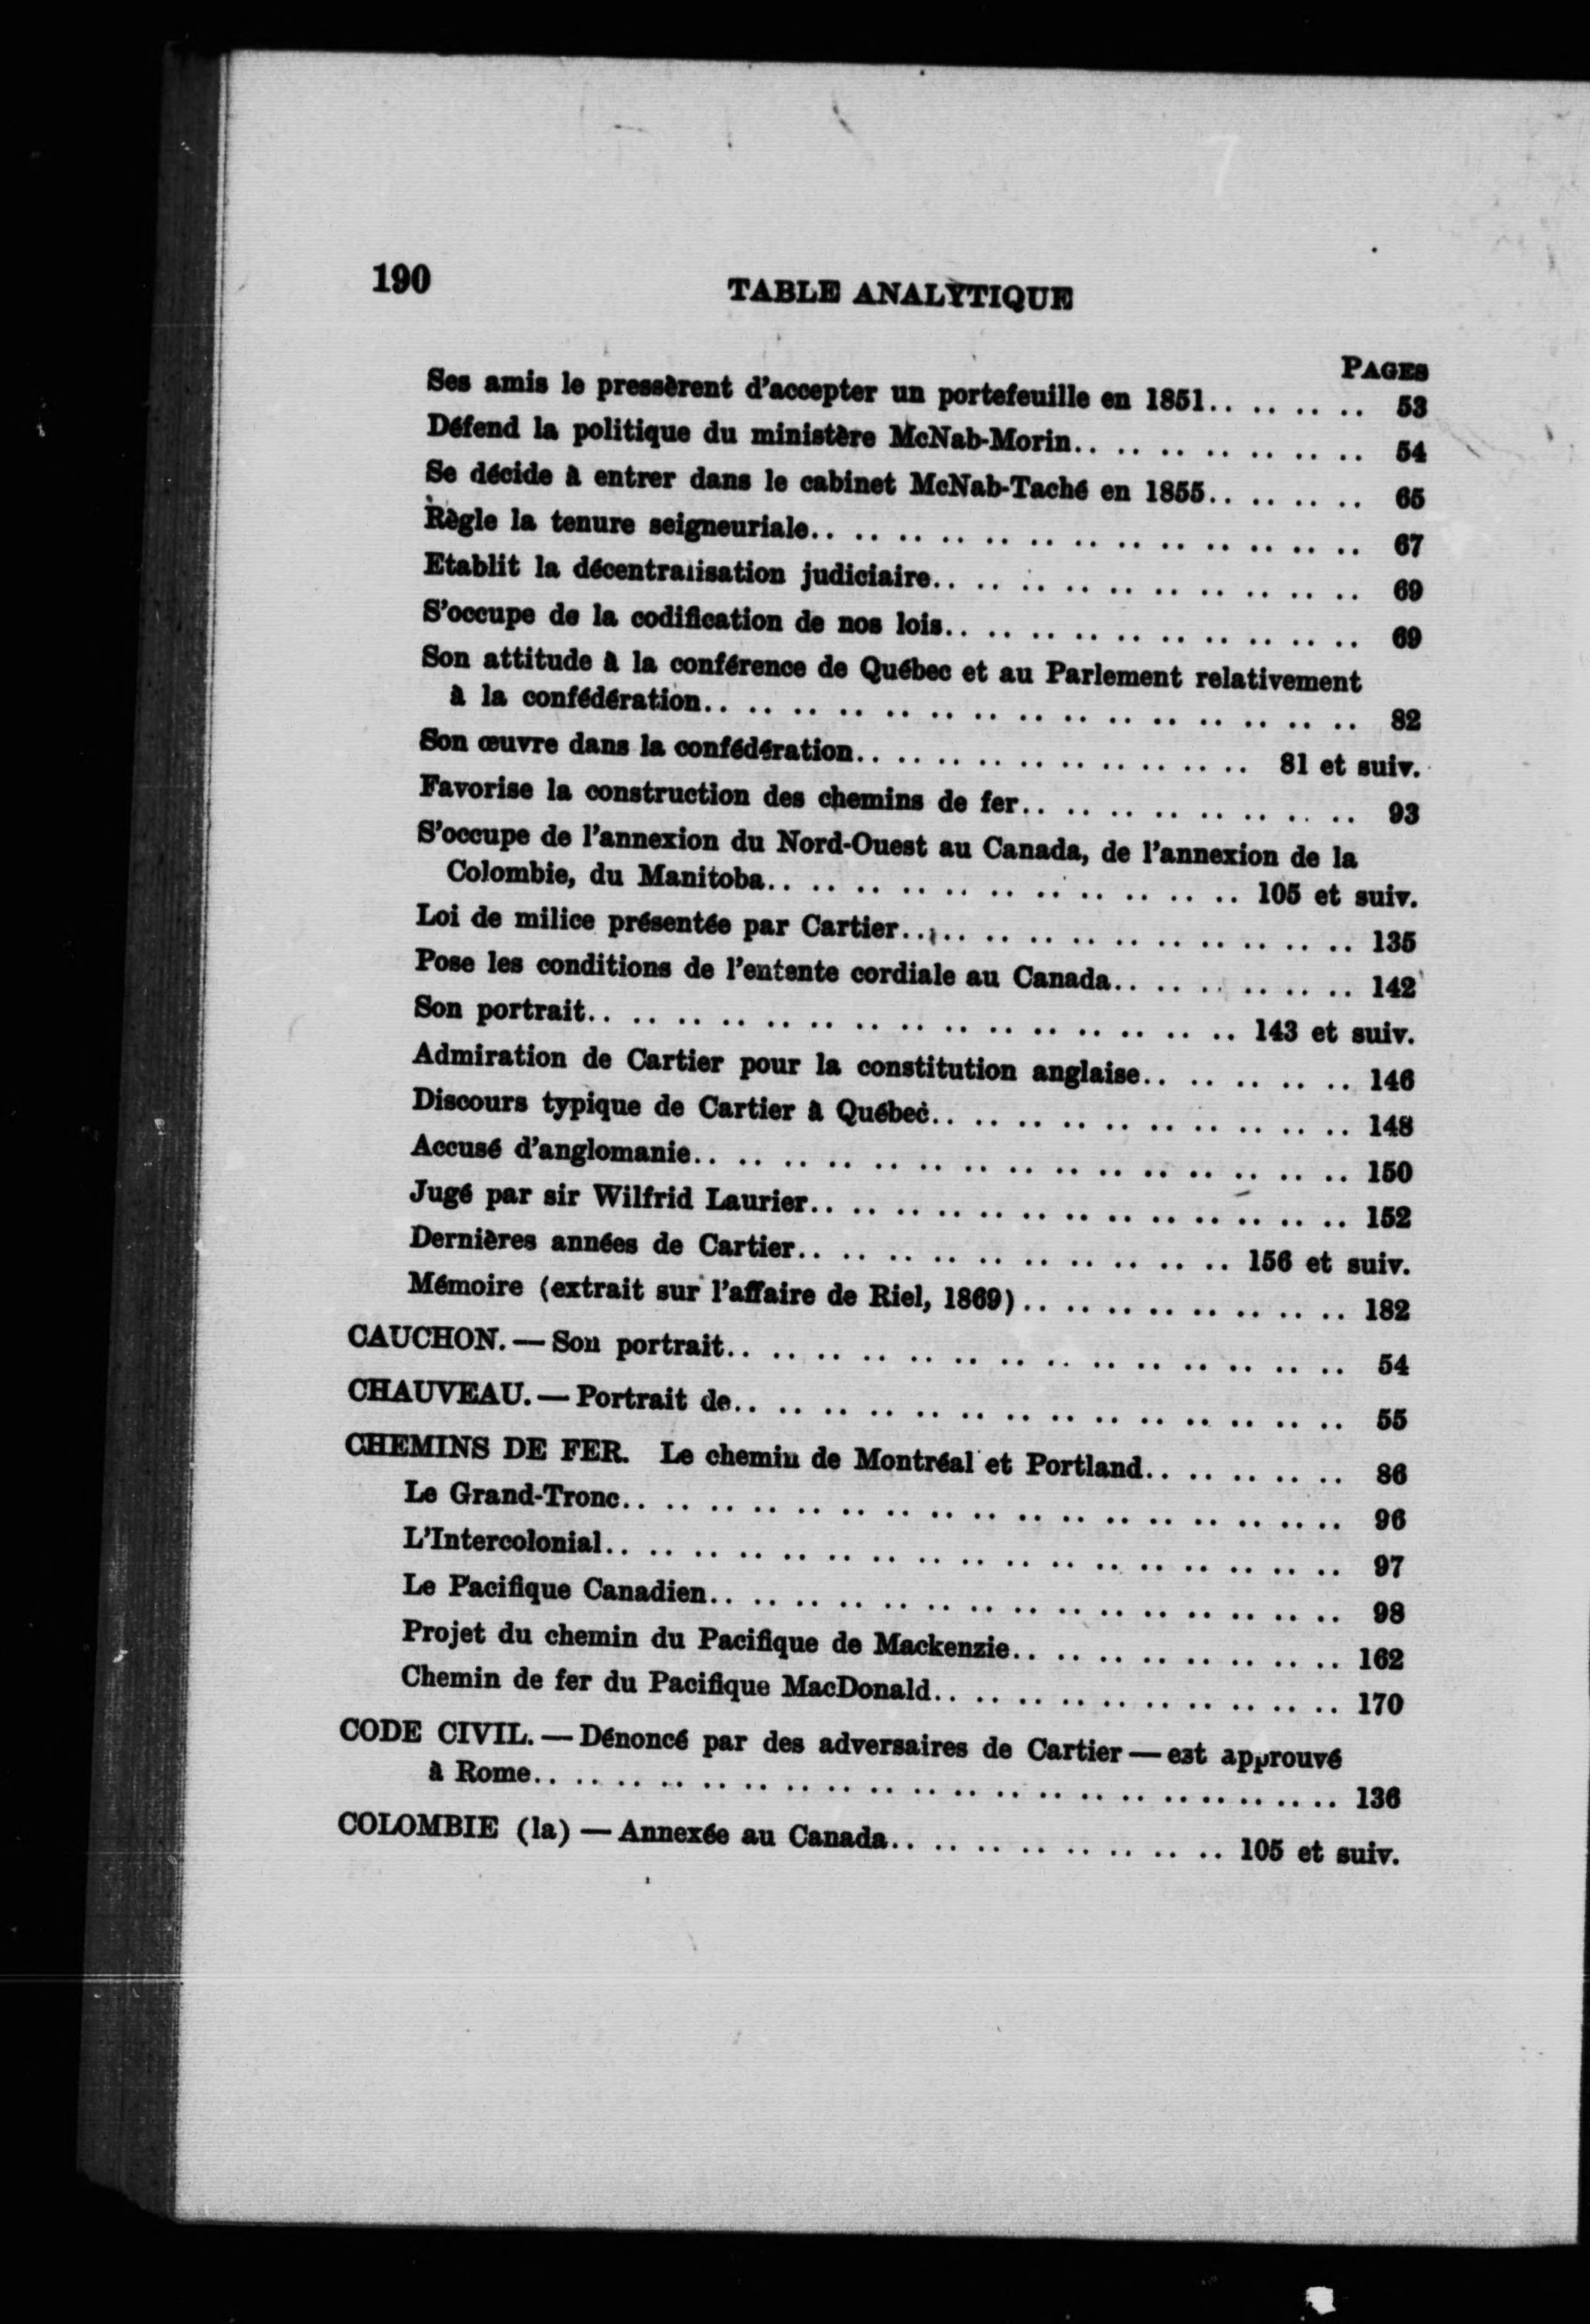 190
TABLE ANALYTIQUE
PAGES
Ses amis le pressèrent d'accepter un portefeuille en 1851.. .. .. .. 53
Défend la politique du ministère McNab-Morin.. .. .. .. .. .. .. 54
Se décide à entrer dans le cabinet McNab-Taché en 1855.. .. .. .. 65
Règle la tenure seigneuriale.. .. .. .. .. .. .. .. .. .. .. .. .. 67
Etablit la décentralisation judiciaire.. .. .. .. .. .. .. .. .. .. 69
S'occupe de la codification de nos lois.. .. .. .. .. .. .. .. .. .. 69
Son attitude à la conférence de Québec et au Parlement relativement
à la confédération.. .. .. .. .. .. .. .. .. .. .. .. .. .. .. 82
Son œuvre dans la confédération.. .. .. .. .. .. .. .. .. .. 81 et suiv.
Favorise la construction des chemins de fer.. .. .. .. .. .. .. .. 93
S'occupe de l'annexion du Nord-Ouest au Canada, de l'annexion de la
Colombie, du Manitoba.. .. .. .. .. .. .. .. .. .. .. 105 et suiv.
Loi de milice présentée par Cartier.. .. .. .. .. .. .. .. .. .. .. 135
Pose les conditions de l'entente cordiale au Canada.. .. .. .. .. .. 142
Son portrait.. .. .. .. .. .. .. .. .. .. .. .. .. .. .. 143 et suiv.
Admiration de Cartier pour la constitution anglaise.. .. .. .. .. 146
Discours typique de Cartier à Québec.. .. .. .. .. .. .. .. .. .. 148
Accusé d'anglomanie.. .. .. .. .. .. .. .. .. .. .. .. .. .. .. 150
Jugé par sir Wilfrid Laurier.. .. .. .. .. .. .. .. .. .. .. .. .. 152
Dernières années de Cartier.. .. .. .. .. .. .. .. .. .. 156 et suiv.
Mémoire (extrait sur l'affaire de Riel, 1869).. .. .. .. .. .. .. .. 182
CAUCHON. — Son portrait.. .. .. .. .. .. .. .. .. .. .. .. .. .. 54
CHAUVEAU. — Portrait de.. .. .. .. .. .. .. .. .. .. .. .. .. .. 55
CHEMINS DE FER. Le chemin de Montréal et Portland.. .. .. .. .. 86
Le Grand-Tronc.. .. .. .. .. .. .. .. .. .. .. .. .. .. .. .. .. 96
L'Intercolonial.. .. .. .. .. .. .. .. .. .. .. .. .. .. .. .. .. 97
Le Pacifique Canadien.. .. .. .. .. .. .. .. .. .. .. .. .. .. .. 98
Projet du chemin du Pacifique de Mackenzie.. .. .. .. .. .. .. .. 162
Chemin de fer du Pacifique MacDonald.. .. .. .. .. .. .. .. .. .. 170
CODE CIVIL. — Dénoncé par des adversaires de Cartier — est approuvé
à Rome.. .. .. .. .. .. .. .. .. .. .. .. .. .. .. .. .. .. .. 136
COLOMBIE (la) — Annexée au Canada.. .. .. .. .. .. .. .. 105 et suiv.